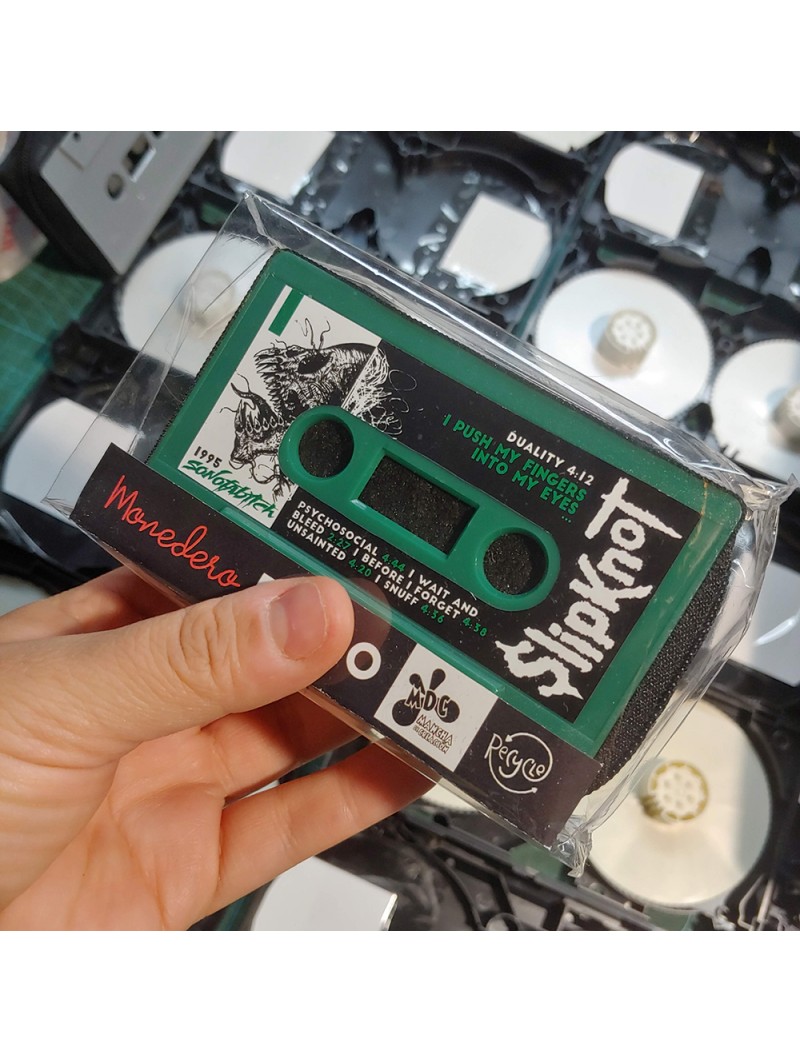 DUALITY 4:12
I PUSH MY FINGERS
INTO MY EYES
...
1995
SlipKnoT
PSYCHOSOCIAL 4:44 I WAIT AND
BLEED 2:27 I BEFORE I FORGET 4:38
UNSAINTED 4:20 I SNUFF 4:36
Monedero
MDG
MANCHA
Recycle